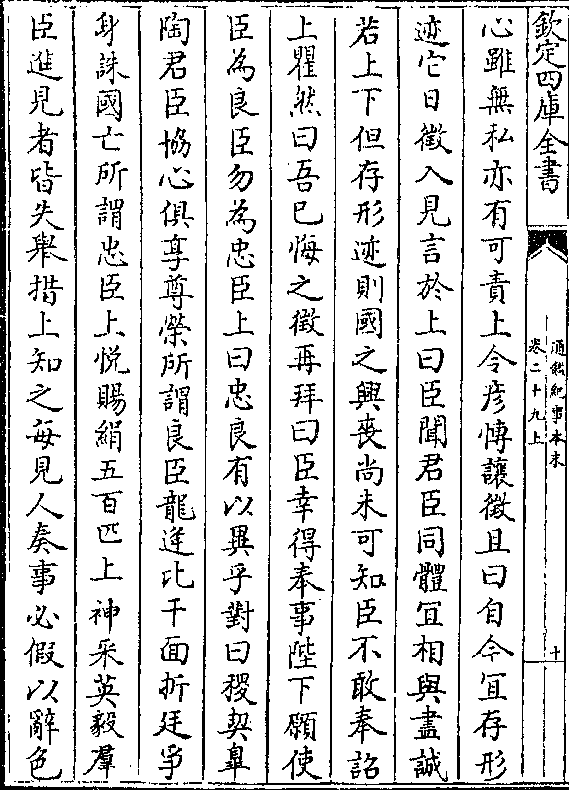 欽定四庫全書
通鑑紀事本末
卷二十九上
十
心雖無私亦有可責上令彥博讓徵且曰自今宜存形
迹它日徵入見言於上曰臣聞君臣同體宜相與盡誠
若上下但存形迹則國之興喪尚未可知臣不敢奉詔
上瞿然曰吾已悔之徵再拜曰臣幸得奉事陛下願使
臣為良臣勿為忠臣上曰忠良有以異乎對曰稷契臯
陶君臣協心俱享尊榮所謂良臣龍逄比干面折廷爭
身誅國亡所謂忠臣上悅賜絹五百匹上神采英毅羣
臣進見者皆失舉措上知之每見人奏事必假以辭色